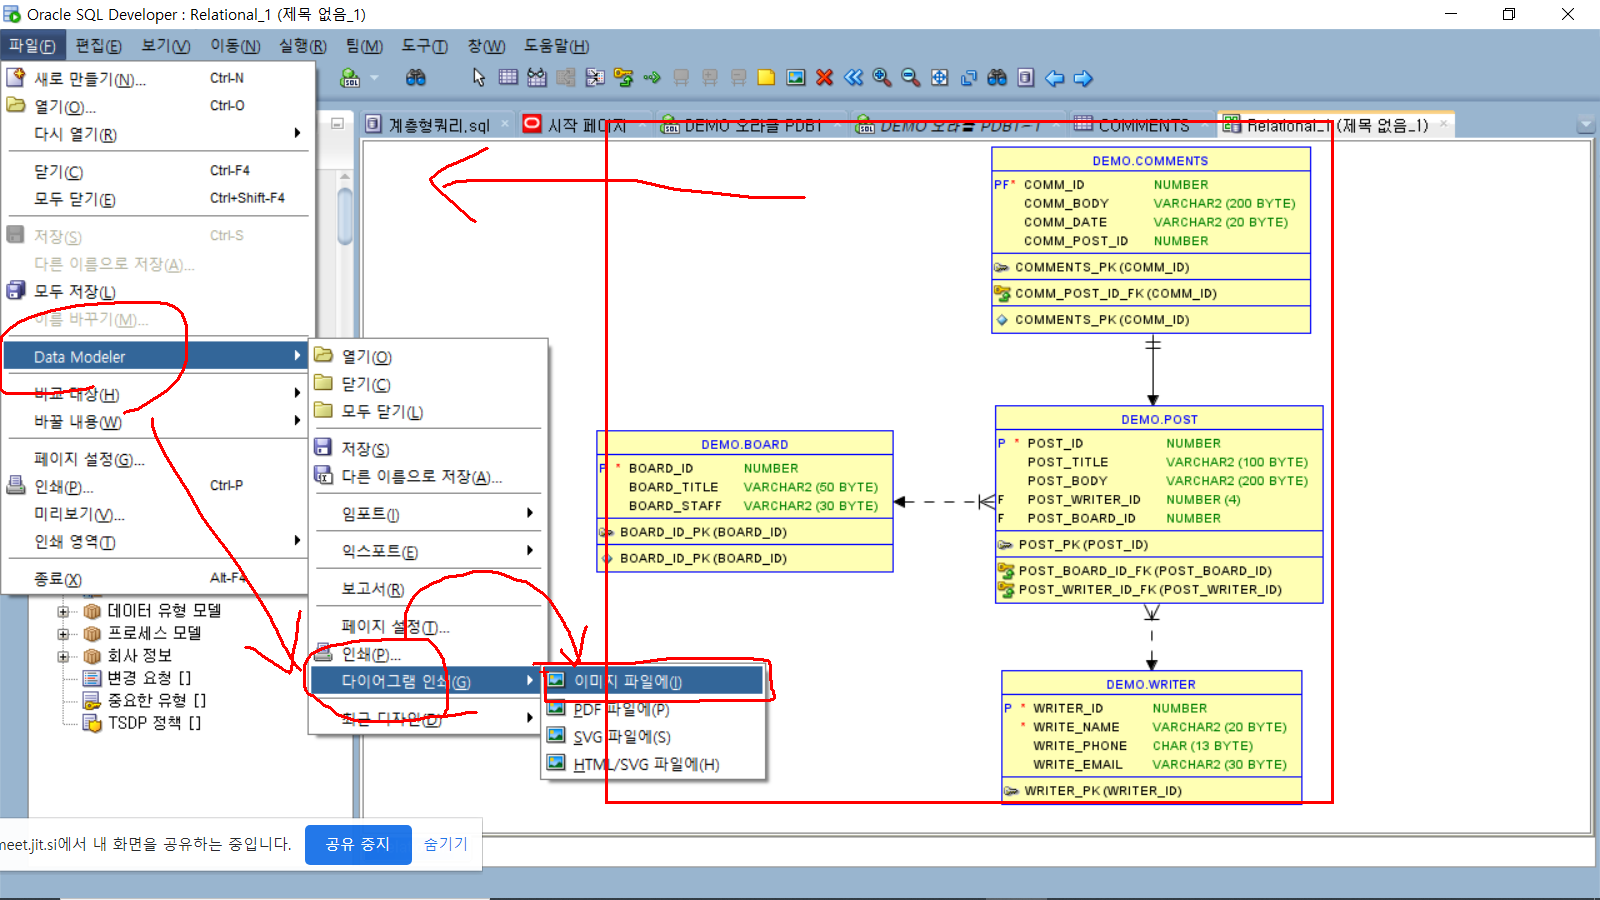 Oracle SQL Developer : Relational_1 (제목 없음_1)
파일(F) 편집(E) 보기(V) 이동(N) 실행(R) 팀(M) 도구(T) 창(W) 도움말(H)
새로 만들기(N)... Ctrl-N
열기(O)... Ctrl-O
다시 열기(R)
닫기(C) Ctrl-F4
모두 닫기(E) Ctrl+Shift-F4
저장(S) Ctrl-S
다른 이름으로 저장(A)...
모두 저장(L)
이름 바꾸기(M)...
Data Modeler
비교 대상(H)
바꿀 내용(W)
페이지 설정(G)...
인쇄(P)... Ctrl-P
미리보기(V)...
인쇄 영역(T)
종료(X) Alt-F4
데이터 유형 모델
프로세스 모델
회사 정보
변경 요청 []
중요한 유형 []
TSDP 정책 []
열기(O)
닫기(C)
모두 닫기(L)
저장(S)
다른 이름으로 저장(A)...
임포트(I)
익스포트(E)
보고서(R)
페이지 설정(T)...
인쇄(P)...
다이어그램 인쇄(G)
최근 디자인(D)
이미지 파일에(I)
PDF 파일에(P)
SVG 파일에(S)
HTML/SVG 파일에(H)
계층형쿼리.sql 시작 페이지 DEMO 오라클 PDB1 DEMO 오라클 PDB1~1 COMMENTS Relational_1 (제목 없음_1)
DEMO.COMMENTS
PF* COMM_ID NUMBER
COMM_BODY VARCHAR2 (200 BYTE)
COMM_DATE VARCHAR2 (20 BYTE)
COMM_POST_ID NUMBER
COMMENTS_PK (COMM_ID)
COMM_POST_ID_FK (COMM_ID)
COMMENTS_PK (COMM_ID)
DEMO.BOARD
P * BOARD_ID NUMBER
BOARD_TITLE VARCHAR2 (50 BYTE)
BOARD_STAFF VARCHAR2 (30 BYTE)
BOARD_ID_PK (BOARD_ID)
BOARD_ID_PK (BOARD_ID)
DEMO.POST
P * POST_ID NUMBER
POST_TITLE VARCHAR2 (100 BYTE)
POST_BODY VARCHAR2 (200 BYTE)
F POST_WRITER_ID NUMBER (4)
F POST_BOARD_ID NUMBER
POST_PK (POST_ID)
POST_BOARD_ID_FK (POST_BOARD_ID)
POST_WRITER_ID_FK (POST_WRITER_ID)
DEMO.WRITER
P * WRITER_ID NUMBER
* WRITE_NAME VARCHAR2 (20 BYTE)
WRITE_PHONE CHAR (13 BYTE)
WRITE_EMAIL VARCHAR2 (30 BYTE)
WRITER_PK (WRITER_ID)
meet.jit.si에서 내 화면을 공유하는 중입니다. 공유 중지 숨기기